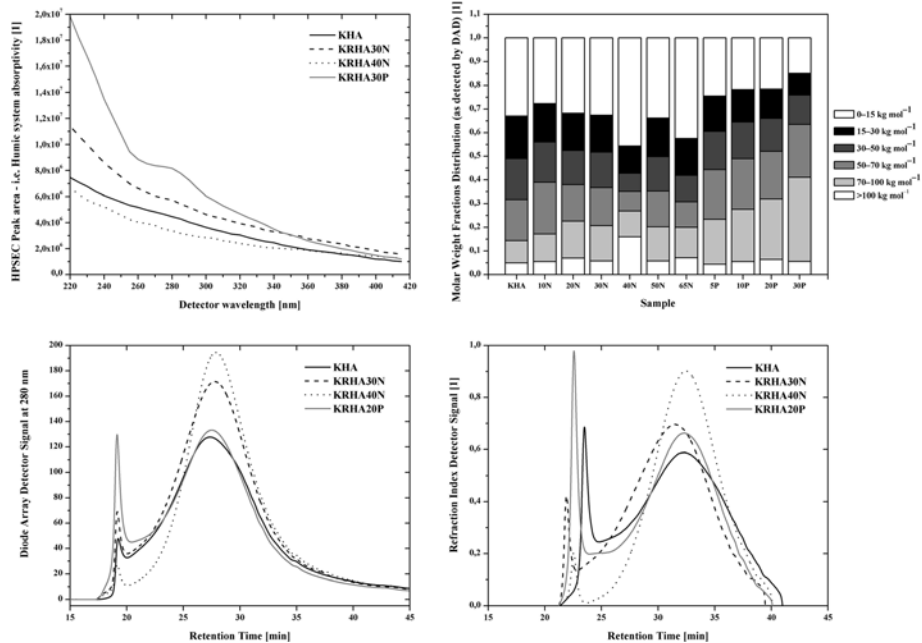 2,0x10⁷
1,8x10⁷
1,6x10⁷
1,4x10⁷
1,2x10⁷
1,0x10⁷
8,0x10⁶
6,0x10⁶
4,0x10⁶
2,0x10⁶
0,0
HPSEC Peak area - i.e. Humic system absorptivity [1]
KHA
KRHA30N
KRHA40N
KRHA30P
220 240 260 280 300 320 340 360 380 400 420
Detector wavelength [nm]
1,1
1,0
0,9
0,8
0,7
0,6
0,5
0,4
0,3
0,2
0,1
0,0
Molar Weight Fractions Distribution (as detected by DAD) [1]
KHA 10N 20N 30N 40N 50N 65N 5P 10P 20P 30P
Sample
0–15 kg mol⁻¹
15–30 kg mol⁻¹
30–50 kg mol⁻¹
50–70 kg mol⁻¹
70–100 kg mol⁻¹
>100 kg mol⁻¹
200
180
160
140
120
100
80
60
40
20
0
Diode Array Detector Signal at 280 nm
KHA
KRHA30N
KRHA40N
KRHA20P
15 20 25 30 35 40 45
Retention Time [min]
1,0
0,8
0,6
0,4
0,2
0,0
Refraction Index Detector Signal [1]
KHA
KRHA30N
KRHA40N
KRHA20P
15 20 25 30 35 40 45
Retention Time [min]